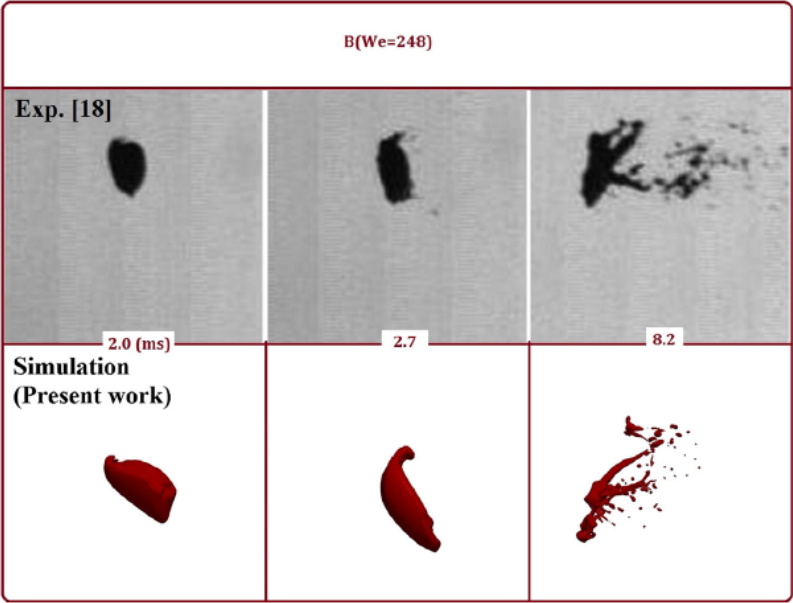 B(We=248)
Exp. [18]
2.0 (ms)
2.7
8.2
Simulation
(Present work)